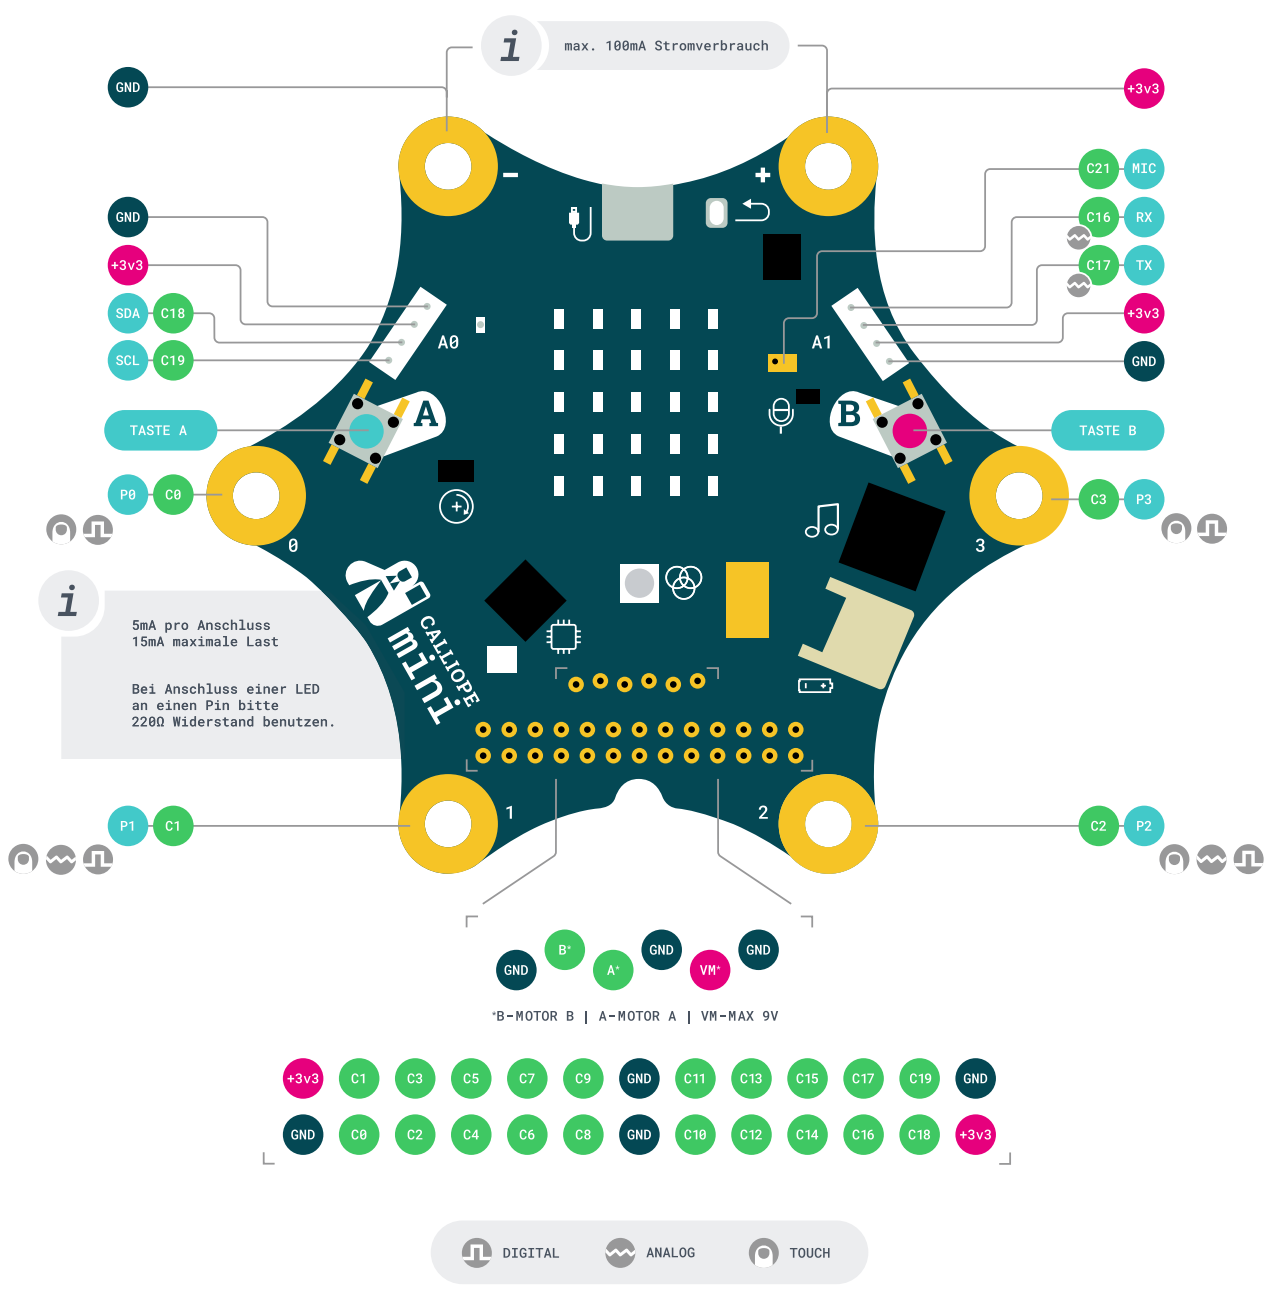 i max. 100mA Stromverbrauch
GND
+3v3
C21 MIC
GND
C16 RX
+3v3
C17 TX
SDA C18
+3v3
SCL C19
GND
A0
A1
A
B
TASTE A
TASTE B
P0 C0
C3 P3
0
3
i
5mA pro Anschluss
15mA maximale Last
Bei Anschluss einer LED
an einen Pin bitte
220Ω Widerstand benutzen.
CALLIOPE
mini
P1 C1
1
2
C2 P2
GND B* A* GND VM* GND
*B-MOTOR B | A-MOTOR A | VM-MAX 9V
+3v3 C1 C3 C5 C7 C9 GND C11 C13 C15 C17 C19 GND
GND C0 C2 C4 C6 C8 GND C10 C12 C14 C16 C18 +3v3
DIGITAL ANALOG TOUCH